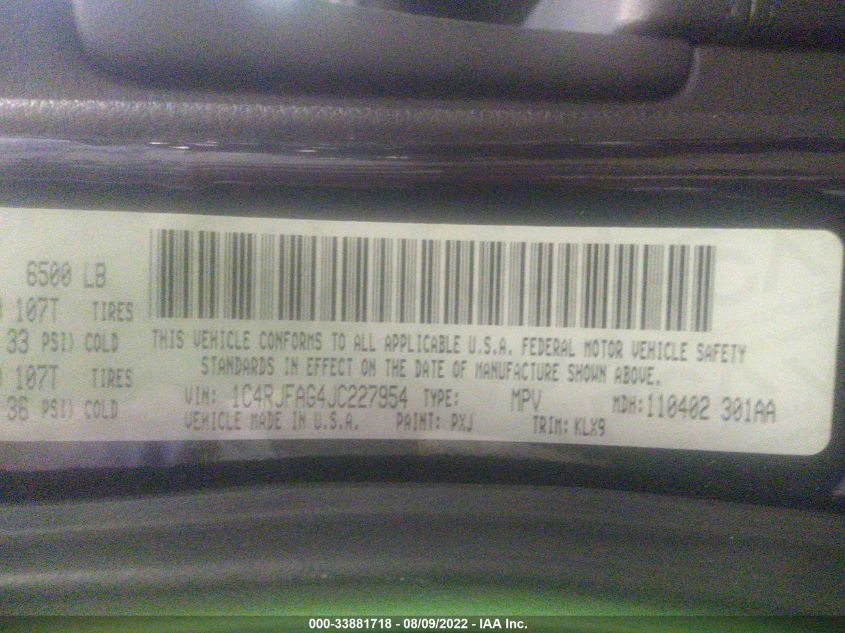 6500 LB
107T TIRES
33 PSI) COLD
107T TIRES
36 PSI) COLD
THIS VEHICLE CONFORMS TO ALL APPLICABLE U.S.A. FEDERAL MOTOR VEHICLE SAFETY
STANDARDS IN EFFECT ON THE DATE OF MANUFACTURE SHOWN ABOVE.
VIN: 1C4RJFAG4JC227954 TYPE: MPV MDH:110402 301AA
VEHICLE MADE IN U.S.A. PAINT: PXJ TRIM: KLX9
000-33881718 - 08/09/2022 - IAA Inc.